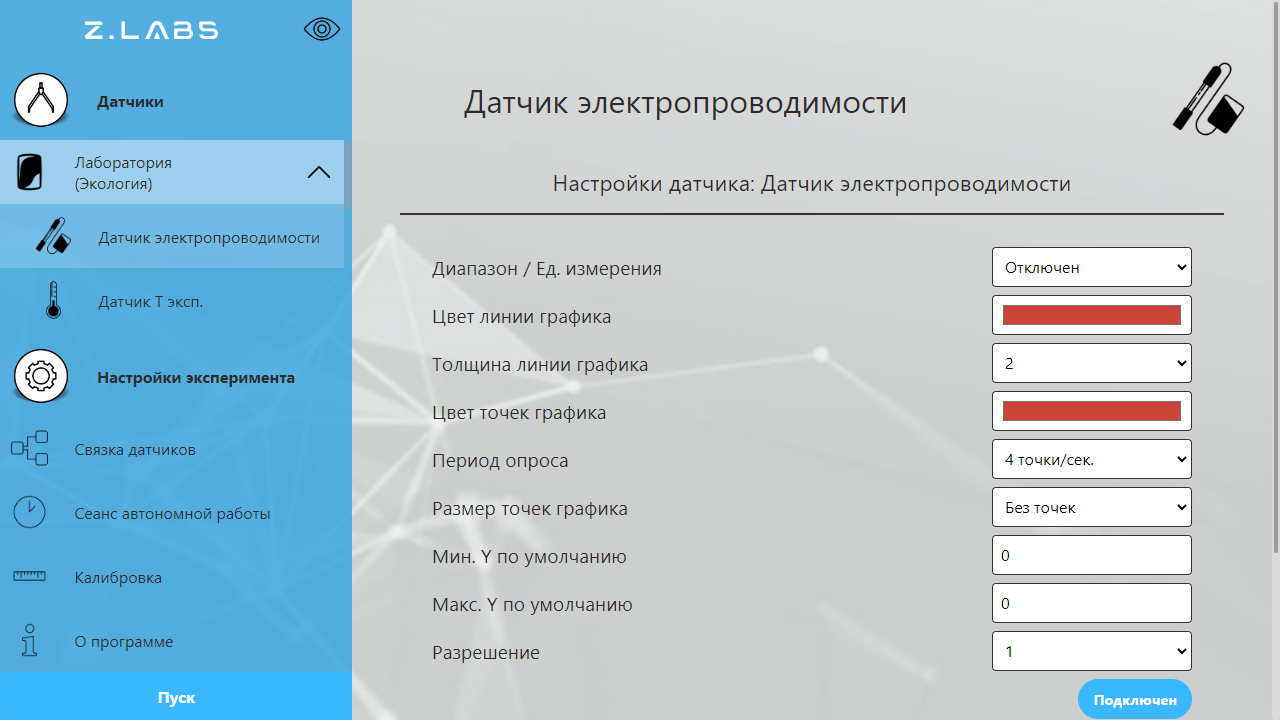 Z.LABS
Датчики
Лаборатория
(Экология)
Датчик электропроводимости
Датчик Т эксп.
Настройки эксперимента
Связка датчиков
Сеанс автономной работы
Калибровка
О программе
Пуск
Датчик электропроводимости
Настройки датчика: Датчик электропроводимости
Диапазон / Ед. измерения
Отключен
Цвет линии графика
Толщина линии графика
2
Цвет точек графика
Период опроса
4 точки/сек.
Размер точек графика
Без точек
Мин. Y по умолчанию
0
Макс. Y по умолчанию
0
Разрешение
1
Подключен